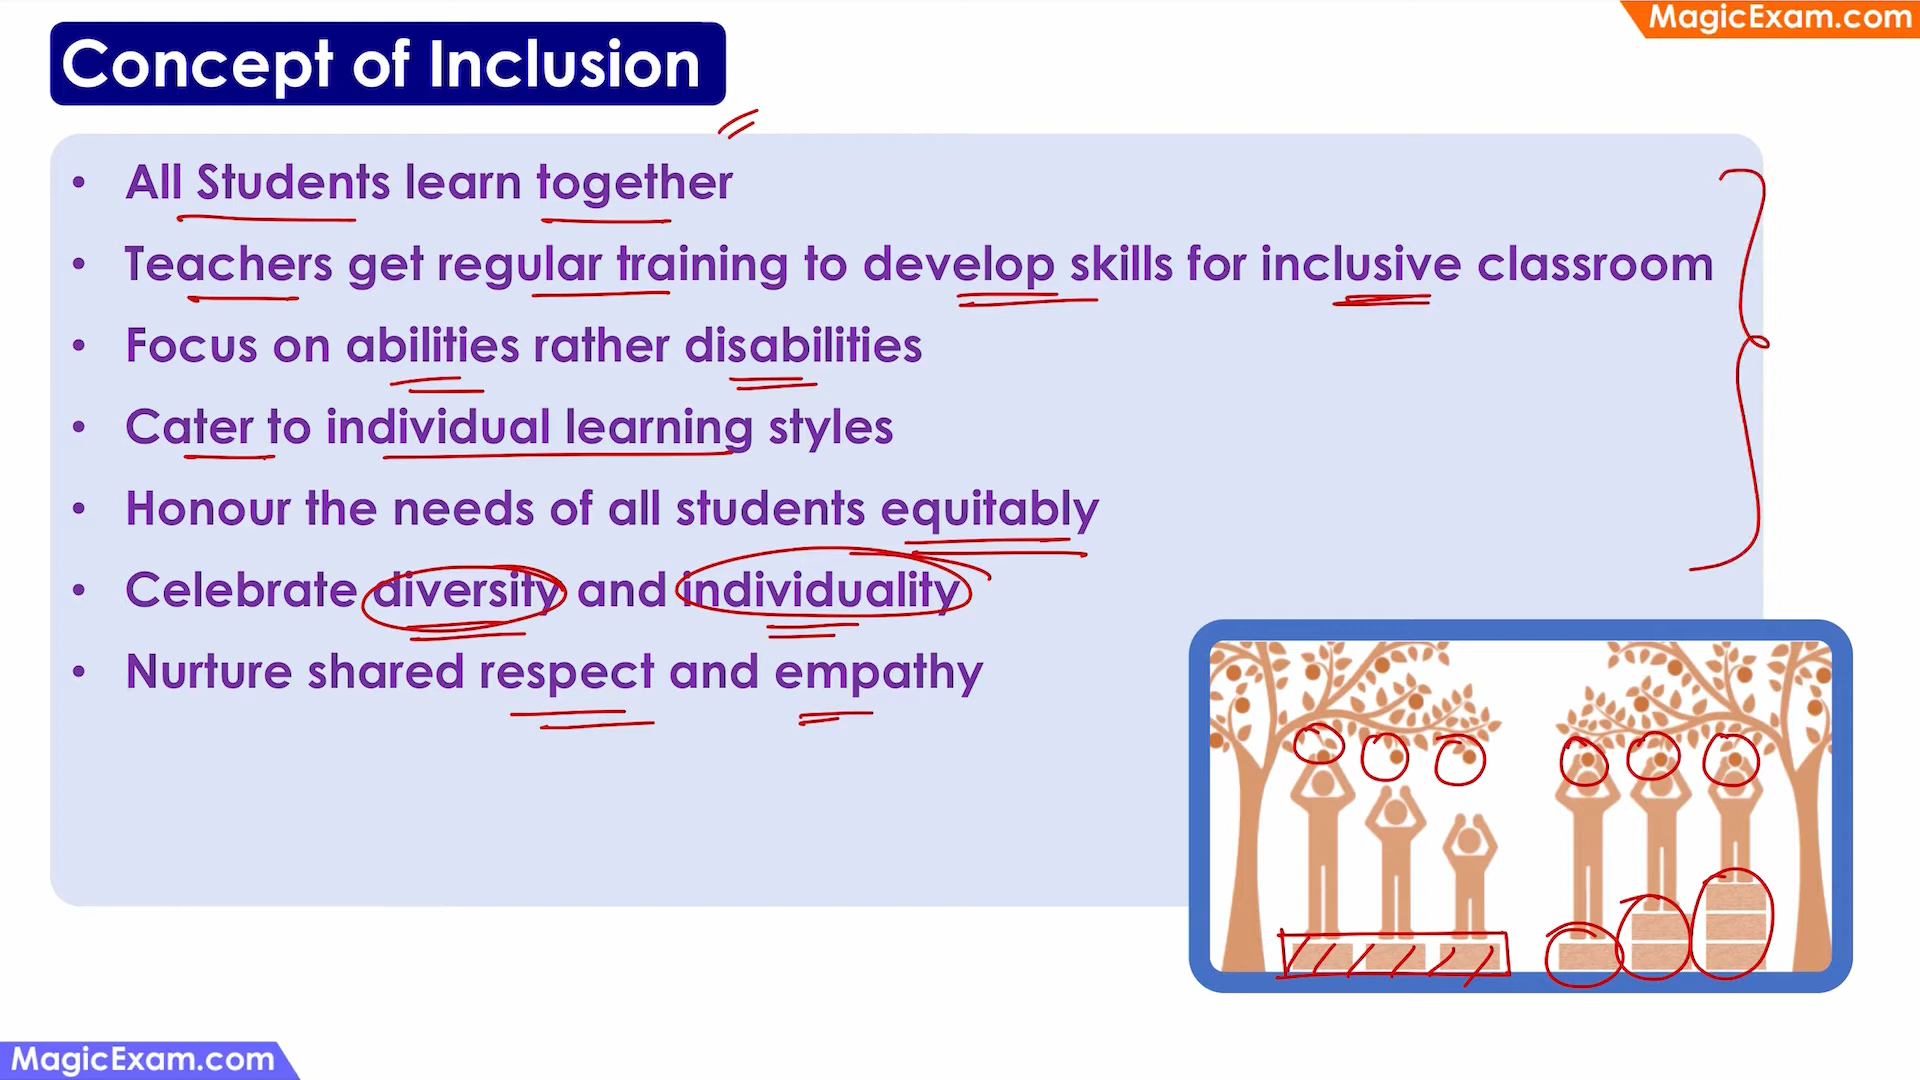 MagicExam.com
Concept of Inclusion
• All Students learn together
• Teachers get regular training to develop skills for inclusive classroom
• Focus on abilities rather disabilities
• Cater to individual learning styles
• Honour the needs of all students equitably
• Celebrate diversity and individuality
• Nurture shared respect and empathy
MagicExam.com